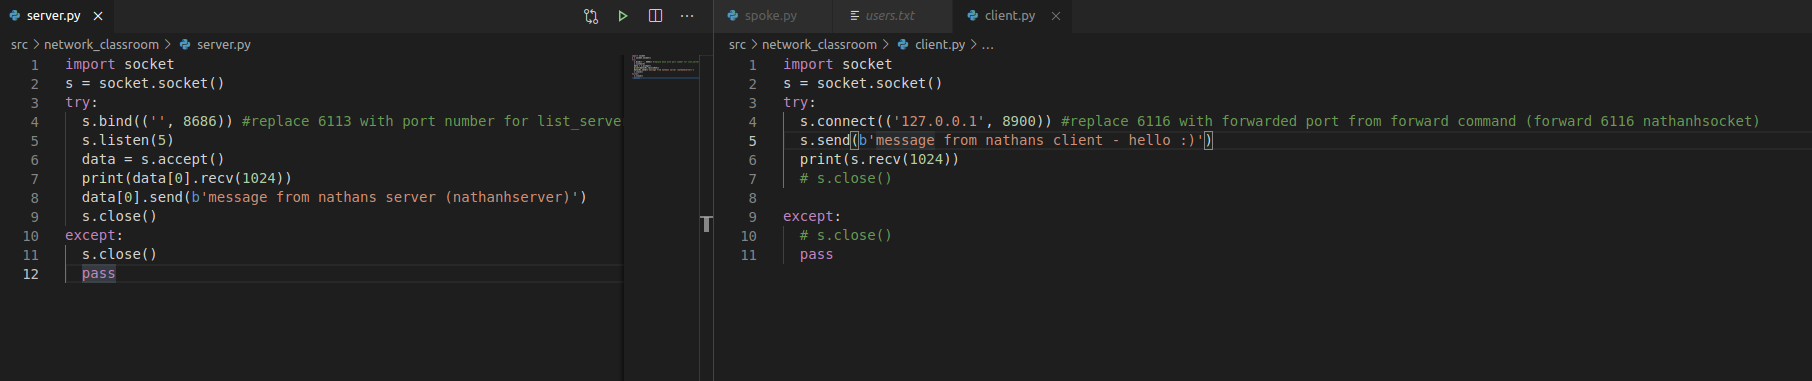 server.py
src > network_classroom > server.py
1 import socket
2 s = socket.socket()
3 try:
4 s.bind(('', 8686)) #replace 6113 with port number for list_serve
5 s.listen(5)
6 data = s.accept()
7 print(data[0].recv(1024))
8 data[0].send(b'message from nathans server (nathanhserver)')
9 s.close()
10 except:
11 s.close()
12 pass
spoke.py users.txt client.py
src > network_classroom > client.py > ...
1 import socket
2 s = socket.socket()
3 try:
4 s.connect(('127.0.0.1', 8900)) #replace 6116 with forwarded port from forward command (forward 6116 nathanhsocket)
5 s.send(b'message from nathans client - hello :)')
6 print(s.recv(1024))
7 # s.close()
8
9 except:
10 # s.close()
11 pass